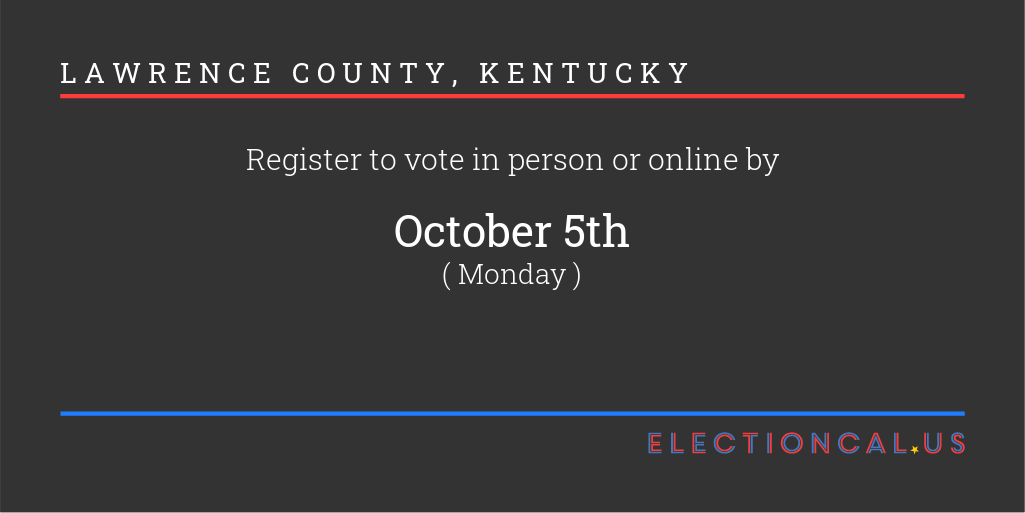 LAWRENCE COUNTY, KENTUCKY
Register to vote in person or online by
October 5th
( Monday )
ELECTIONCAL.US